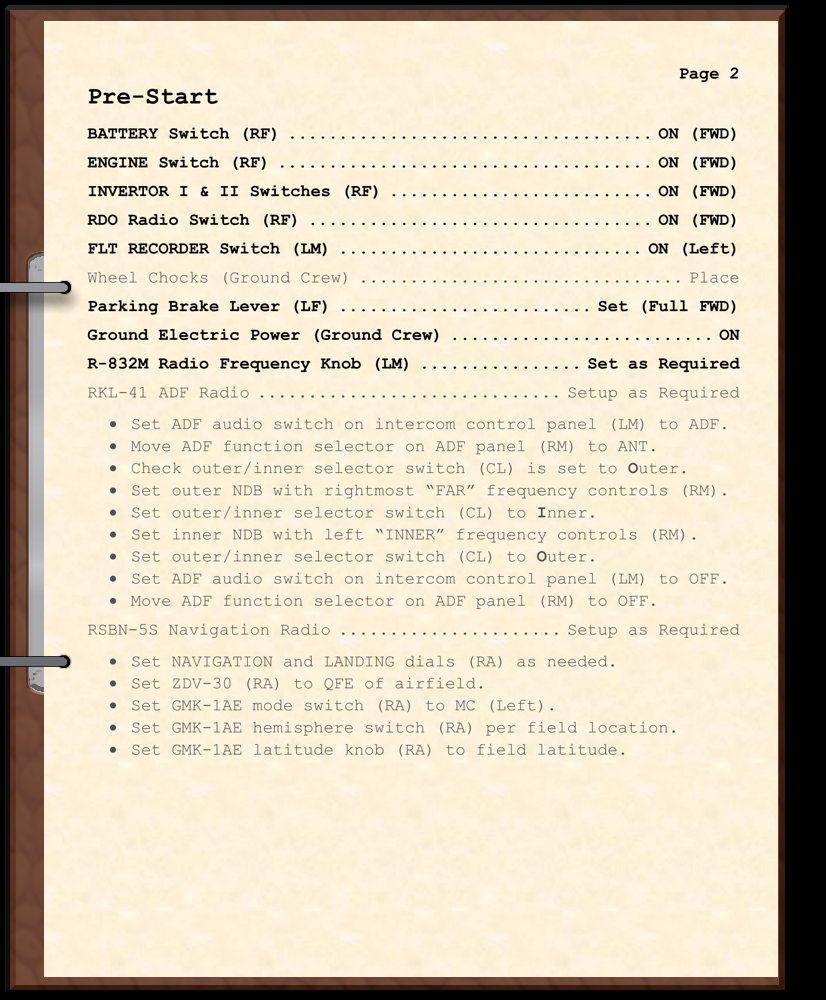 Page 2
Pre-Start
BATTERY Switch (RF) .................................... ON (FWD)
ENGINE Switch (RF) ..................................... ON (FWD)
INVERTOR I & II Switches (RF) .......................... ON (FWD)
RDO Radio Switch (RF) .................................. ON (FWD)
FLT RECORDER Switch (LM) .............................. ON (Left)
Wheel Chocks (Ground Crew) ................................ Place
Parking Brake Lever (LF) ......................... Set (Full FWD)
Ground Electric Power (Ground Crew) .......................... ON
R-832M Radio Frequency Knob (LM) ................ Set as Required
RKL-41 ADF Radio .............................. Setup as Required
• Set ADF audio switch on intercom control panel (LM) to ADF.
• Move ADF function selector on ADF panel (RM) to ANT.
• Check outer/inner selector switch (CL) is set to Outer.
• Set outer NDB with rightmost “FAR” frequency controls (RM).
• Set outer/inner selector switch (CL) to Inner.
• Set inner NDB with left “INNER” frequency controls (RM).
• Set outer/inner selector switch (CL) to Outer.
• Set ADF audio switch on intercom control panel (LM) to OFF.
• Move ADF function selector on ADF panel (RM) to OFF.
RSBN-5S Navigation Radio ...................... Setup as Required
• Set NAVIGATION and LANDING dials (RA) as needed.
• Set ZDV-30 (RA) to QFE of airfield.
• Set GMK-1AE mode switch (RA) to MC (Left).
• Set GMK-1AE hemisphere switch (RA) per field location.
• Set GMK-1AE latitude knob (RA) to field latitude.